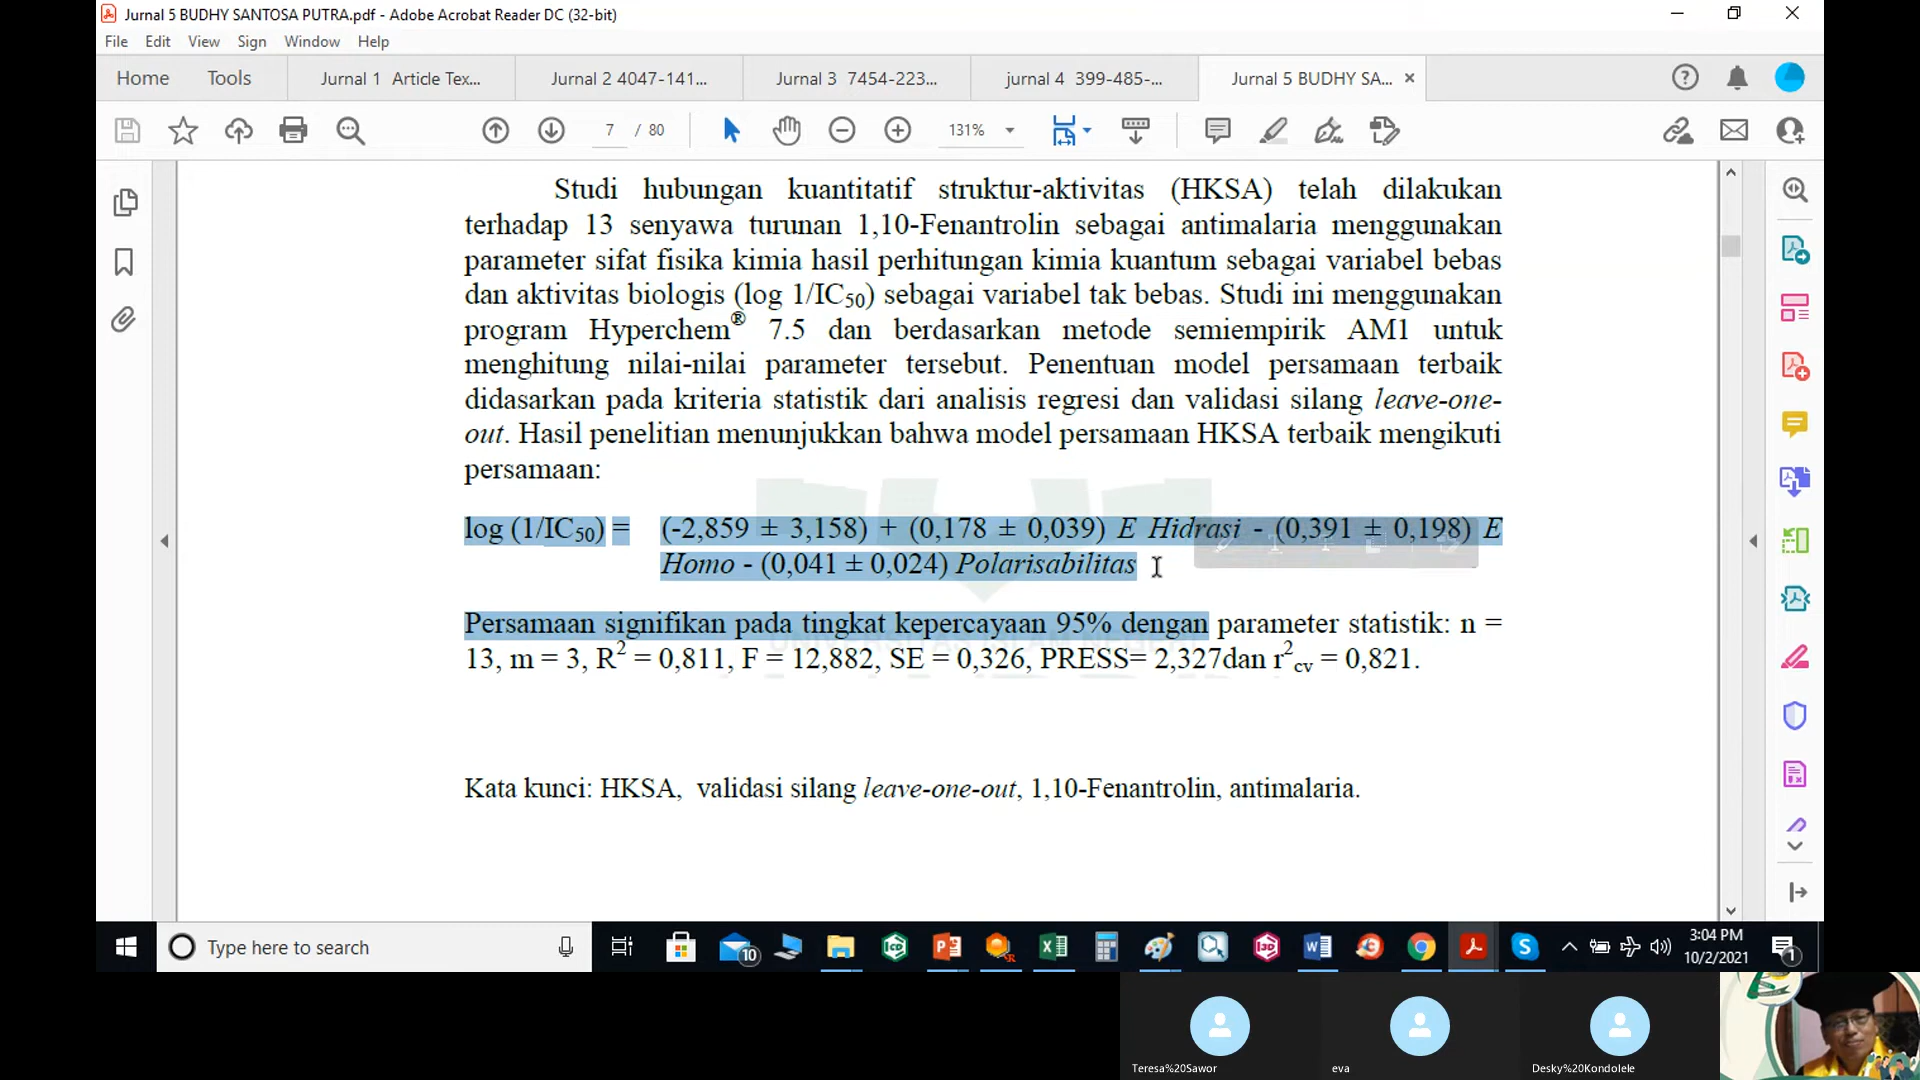 Jurnal 5 BUDHY SANTOSA PUTRA.pdf - Adobe Acrobat Reader DC (32-bit)
File Edit View Sign Window Help
Home Tools Jurnal 1 Article Tex... Jurnal 2 4047-141... Jurnal 3 7454-223... jurnal 4 399-485-... Jurnal 5 BUDHY SA... ×
7 / 80 131%
Studi hubungan kuantitatif struktur-aktivitas (HKSA) telah dilakukan
terhadap 13 senyawa turunan 1,10-Fenantrolin sebagai antimalaria menggunakan
parameter sifat fisika kimia hasil perhitungan kimia kuantum sebagai variabel bebas
dan aktivitas biologis (log 1/IC50) sebagai variabel tak bebas. Studi ini menggunakan
program Hyperchem® 7.5 dan berdasarkan metode semiempirik AM1 untuk
menghitung nilai-nilai parameter tersebut. Penentuan model persamaan terbaik
didasarkan pada kriteria statistik dari analisis regresi dan validasi silang leave-one-
out. Hasil penelitian menunjukkan bahwa model persamaan HKSA terbaik mengikuti
persamaan:
log (1/IC50) = (-2,859 ± 3,158) + (0,178 ± 0,039) E Hidrasi - (0,391 ± 0,198) E
Homo - (0,041 ± 0,024) Polarisabilitas
Persamaan signifikan pada tingkat kepercayaan 95% dengan parameter statistik: n =
13, m = 3, R2 = 0,811, F = 12,882, SE = 0,326, PRESS= 2,327dan r2cv = 0,821.
UNIVERSITAS ISLAM NEGERI
Kata kunci: HKSA, validasi silang leave-one-out, 1,10-Fenantrolin, antimalaria.
Type here to search
10
3:04 PM
10/2/2021
1
Teresa%20Sawor eva Desky%20Kondolele